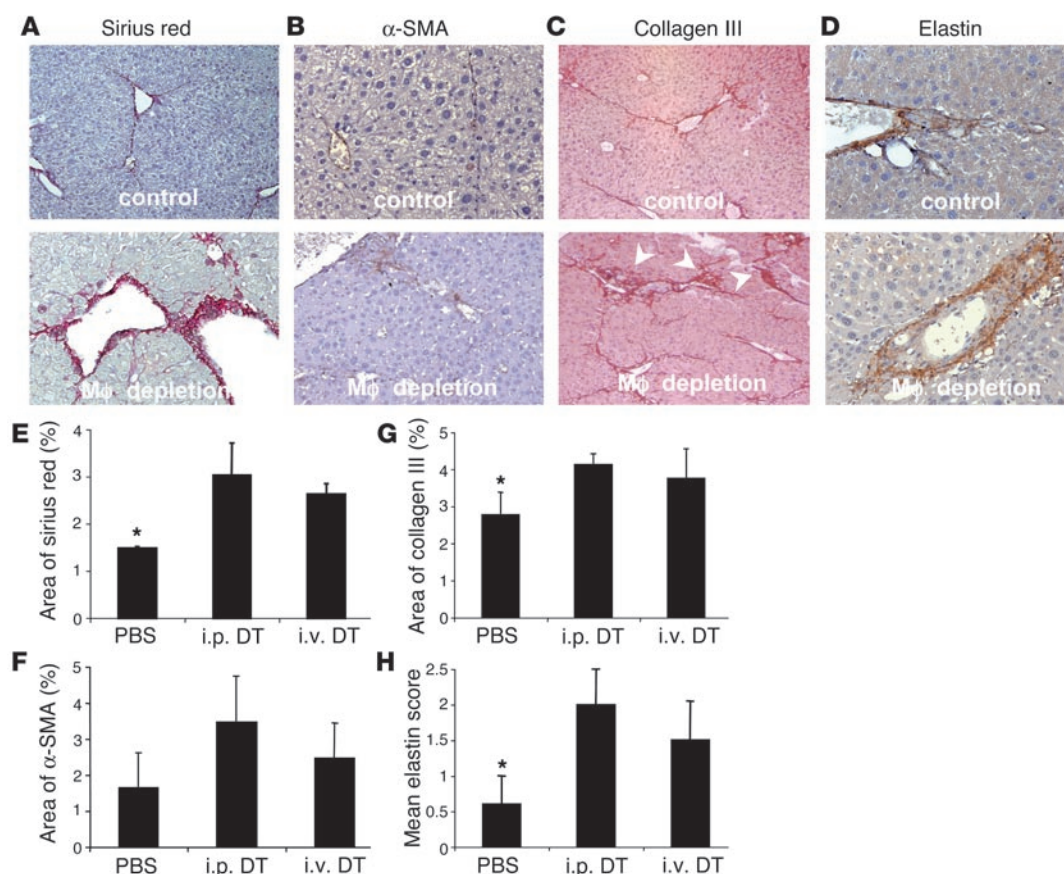 A Sirius red
B α-SMA
C Collagen III
D Elastin
control
control
control
control
Mϕ depletion
Mϕ depletion
Mϕ depletion
Mϕ depletion
E
Area of sirius red (%)
4
3
2
1
0
*
PBS i.p. DT i.v. DT
G
Area of collagen III (%)
5
4
3
2
1
0
*
PBS i.p. DT i.v. DT
F
Area of α-SMA (%)
5
4
3
2
1
0
PBS i.p. DT i.v. DT
H
Mean elastin score
2.5
2
1.5
1
0.5
0
*
PBS i.p. DT i.v. DT